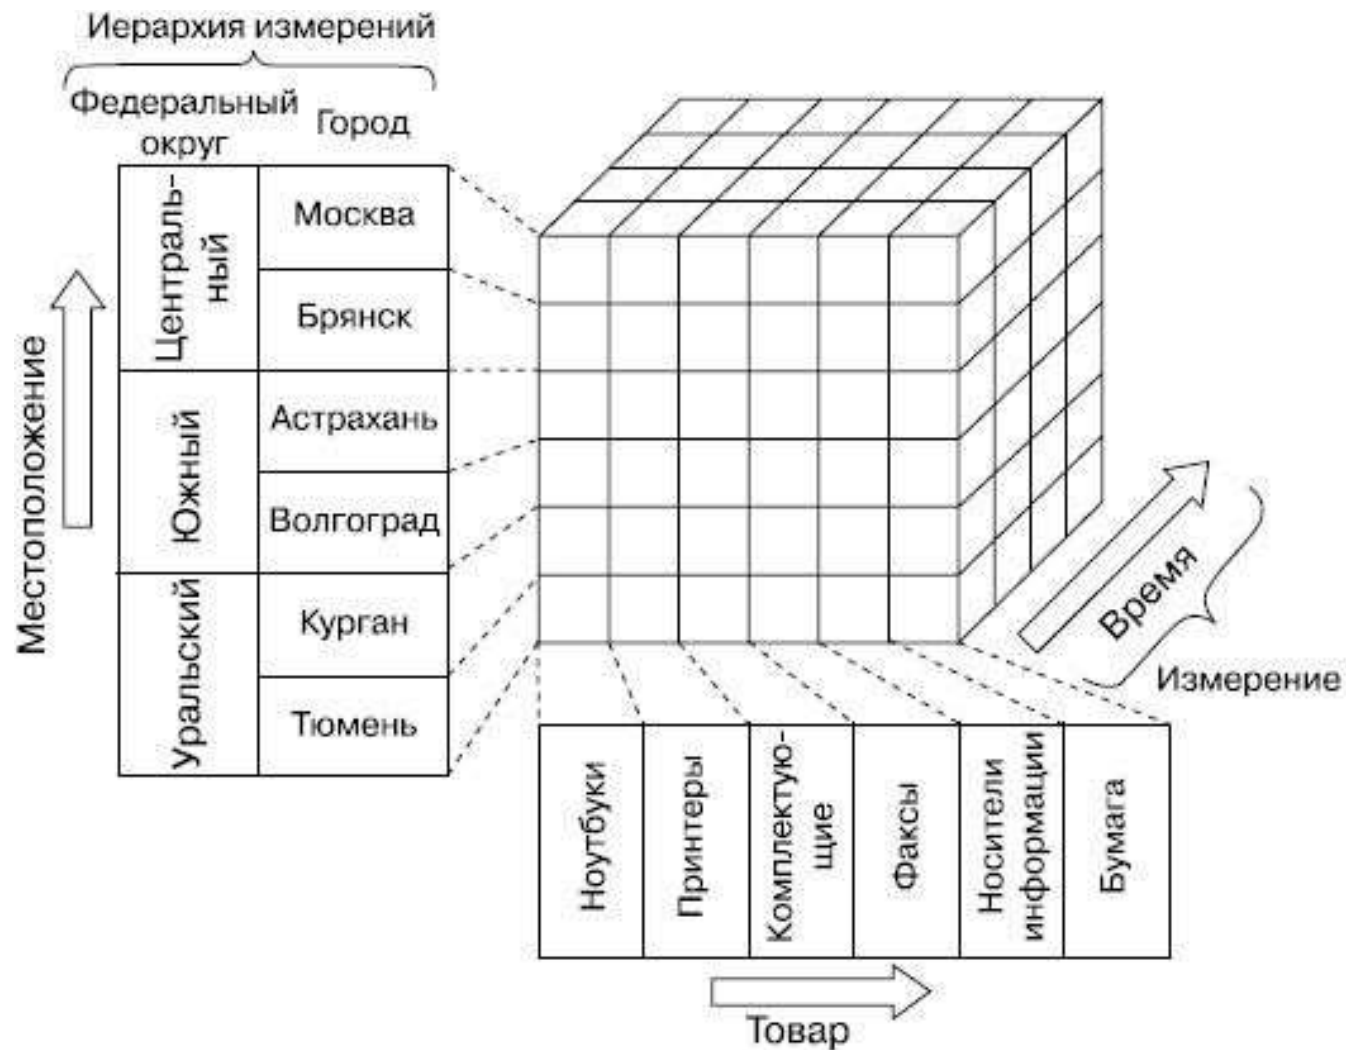 Иерархия измерений
Федеральный
округ
Город
Централь-
ный
Москва
Брянск
Южный
Астрахань
Волгоград
Уральский
Курган
Тюмень
Местоположение
Время
Измерение
Ноутбуки
Принтеры
Комплектую-
щие
Факсы
Носители
информации
Бумага
Товар